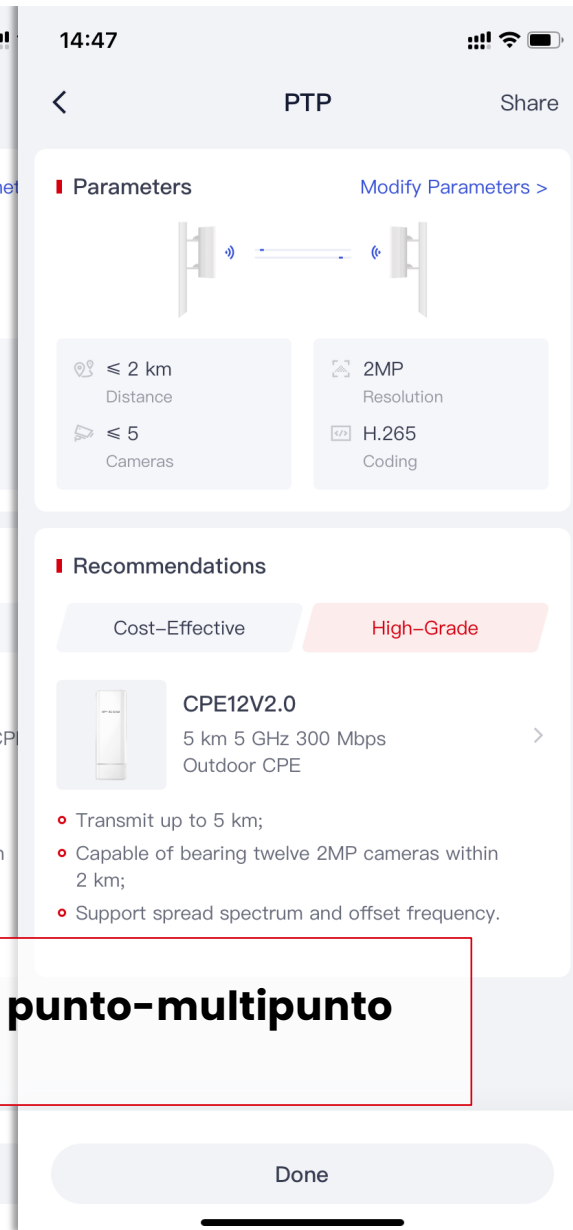 14:47
PTP
Share
Parameters
Modify Parameters >
≤ 2 km
Distance
≤ 5
Cameras
2MP
Resolution
H.265
Coding
Recommendations
Cost-Effective
High-Grade
CPE12V2.0
5 km 5 GHz 300 Mbps
Outdoor CPE
Transmit up to 5 km;
Capable of bearing twelve 2MP cameras within
2 km;
Support spread spectrum and offset frequency.
punto-multipunto
Done